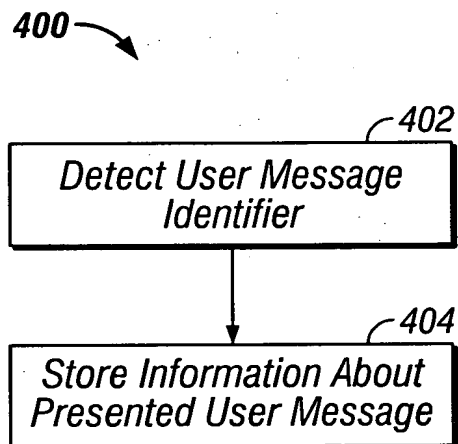 400
402
Detect User Message
Identifier
404
Store Information About
Presented User Message